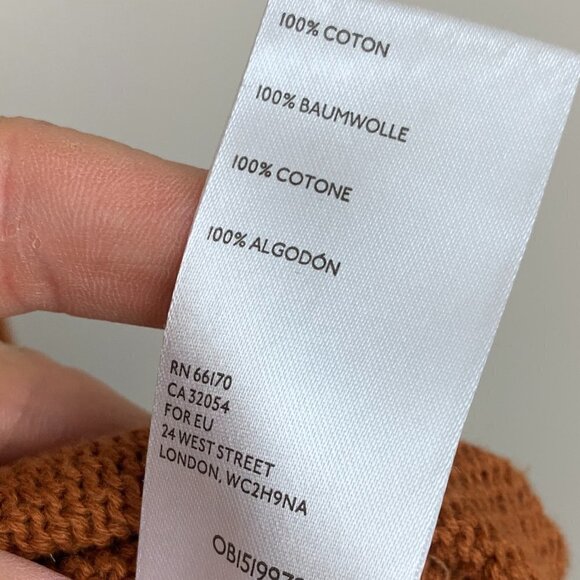 100% COTON
100% BAUMWOLLE
100% COTONE
100% ALGODÓN
RN 66170
CA 32054
FOR EU
24 WEST STREET
LONDON, WC2H9NA